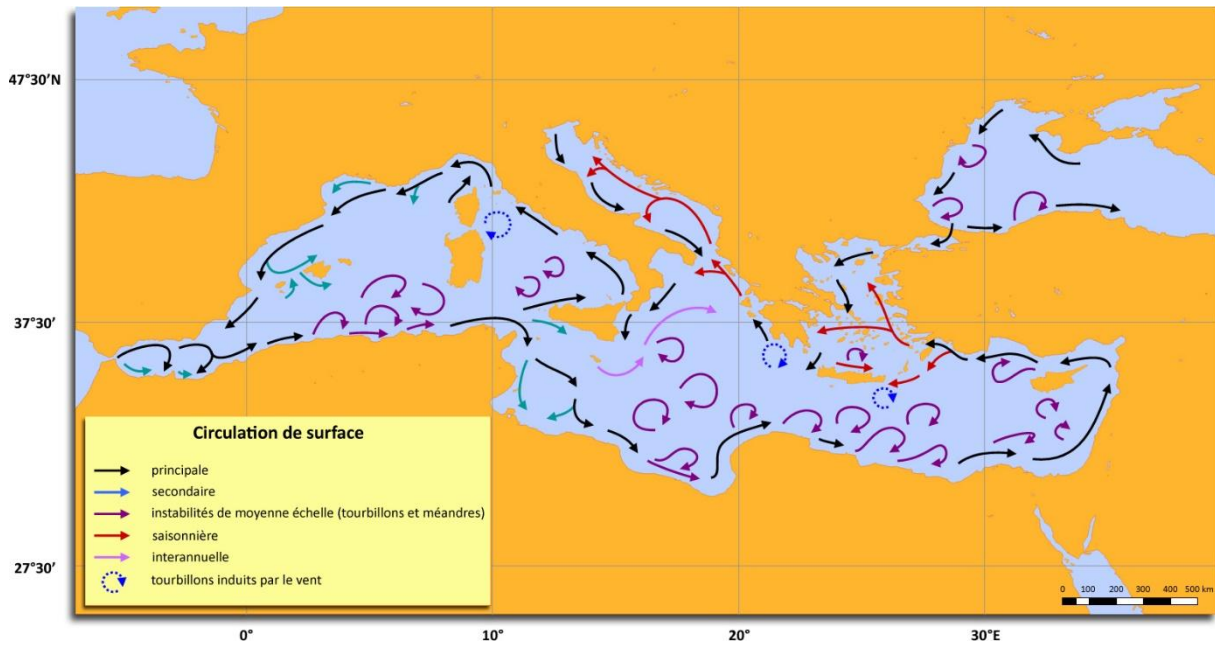 47°30'N
37°30'
27°30'
Circulation de surface
principale
secondaire
instabilités de moyenne échelle (tourbillons et méandres)
saisonnière
interannuelle
tourbillons induits par le vent
0 100 200 300 400 500 km
0° 10° 20° 30°E